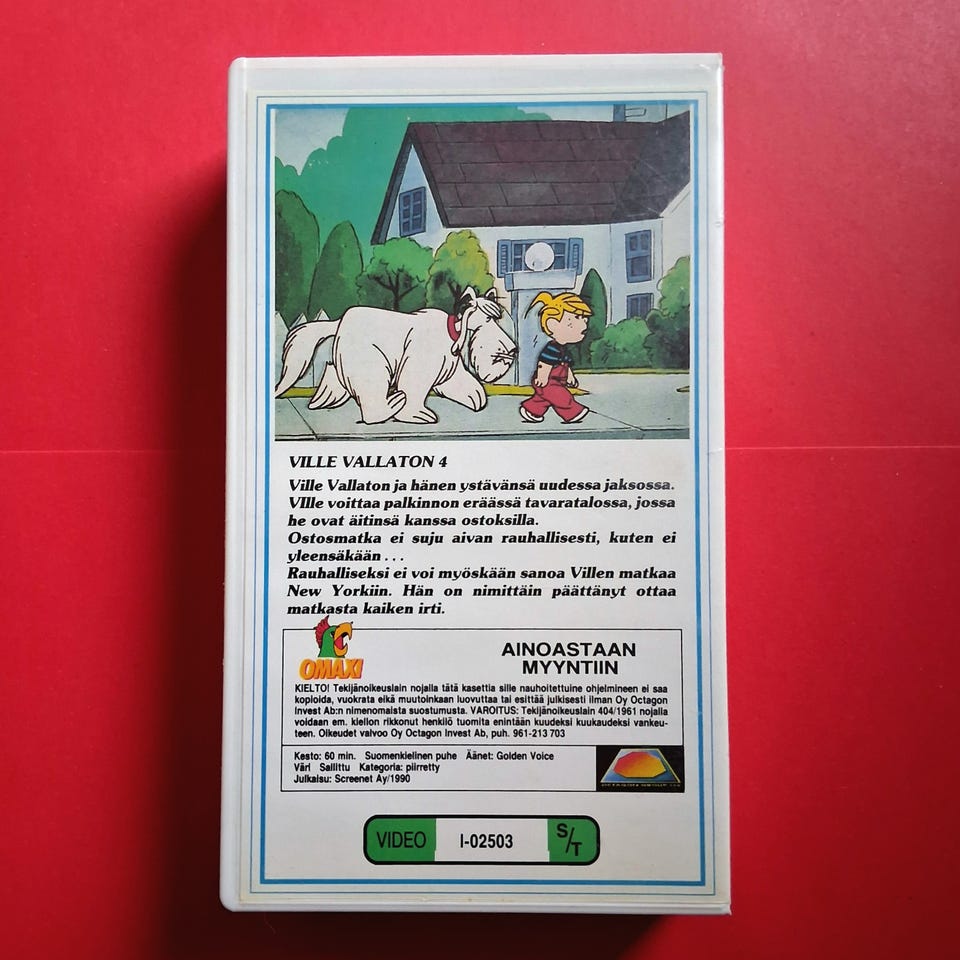 VILLE VALLATON 4
Ville Vallaton ja hänen ystävänsä uudessa jaksossa.
VIlle voittaa palkinnon eräässä tavaratalossa, jossa
he ovat äitinsä kanssa ostoksilla.
Ostosmatka ei suju aivan rauhallisesti, kuten ei
yleensäkään . . .
Rauhalliseksi ei voi myöskään sanoa Villen matkaa
New Yorkiin. Hän on nimittäin päättänyt ottaa
matkasta kaiken irti.
OMAXI
AINOASTAAN
MYYNTIIN
KIELTO! Tekijänoikeuslain nojalla tätä kasettia sille nauhoitettuine ohjelmineen ei saa
kopioida, vuokrata eikä muutoinkaan luovuttaa tai esittää julkisesti ilman Oy Octagon
Invest Ab:n nimenomaista suostumusta. VAROITUS: Tekijänoikeuslain 404/1961 nojalla
voidaan em. kiellon rikkonut henkilö tuomita enintään kuudeksi kuukaudeksi vankeu-
teen. Oikeudet valvoo Oy Octagon Invest Ab, puh. 961-213 703
Kesto: 60 min. Suomenkielinen puhe Äänet: Golden Voice
Väri Sallittu Kategoria: piirretty
Julkaisu: Screenet Ay/1990
VIDEO I-02503 S/T